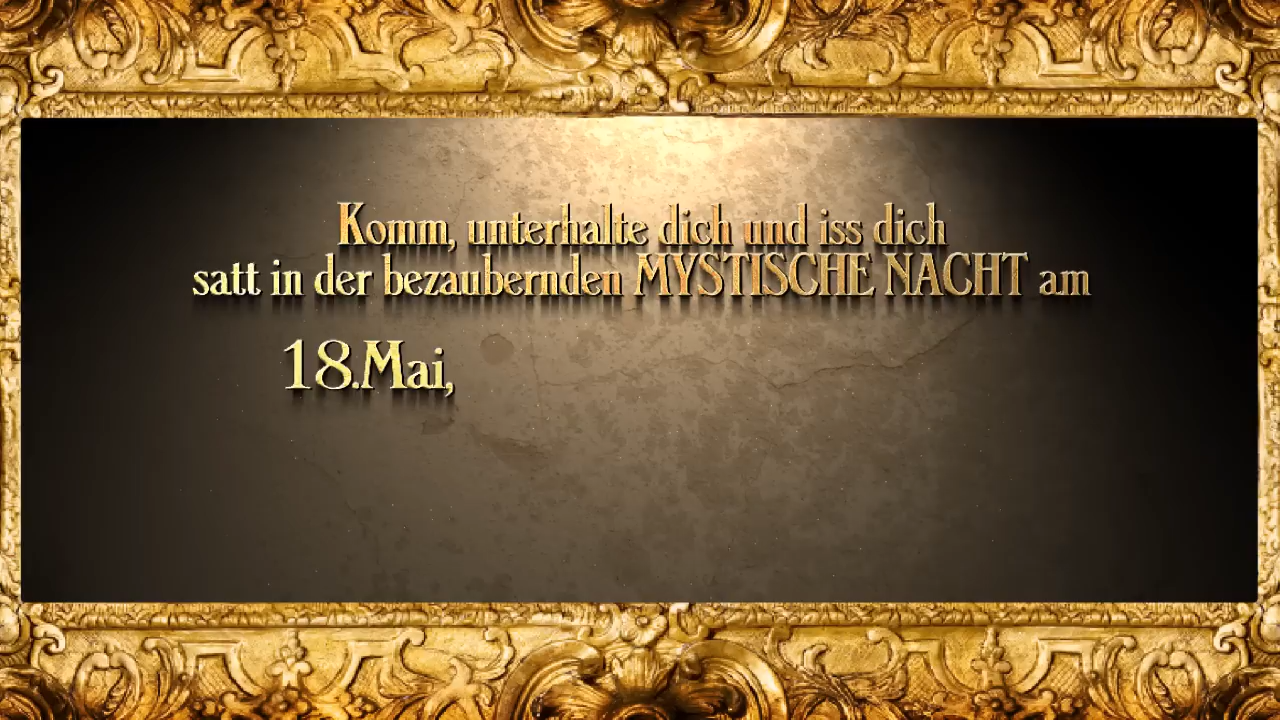 Komm, unterhalte dich und iss dich
satt in der bezaubernden MYSTISCHE NACHT am
18.Mai,